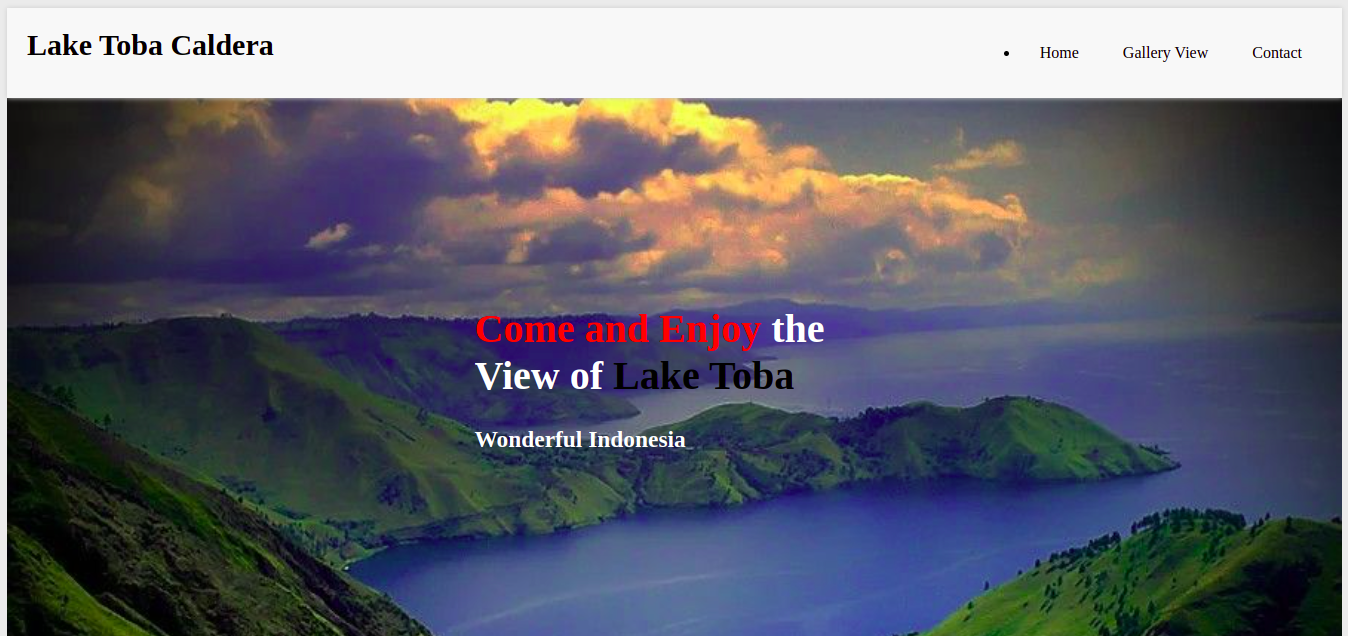 Lake Toba Caldera
Home Gallery View Contact
Come and Enjoy the
View of Lake Toba
Wonderful Indonesia